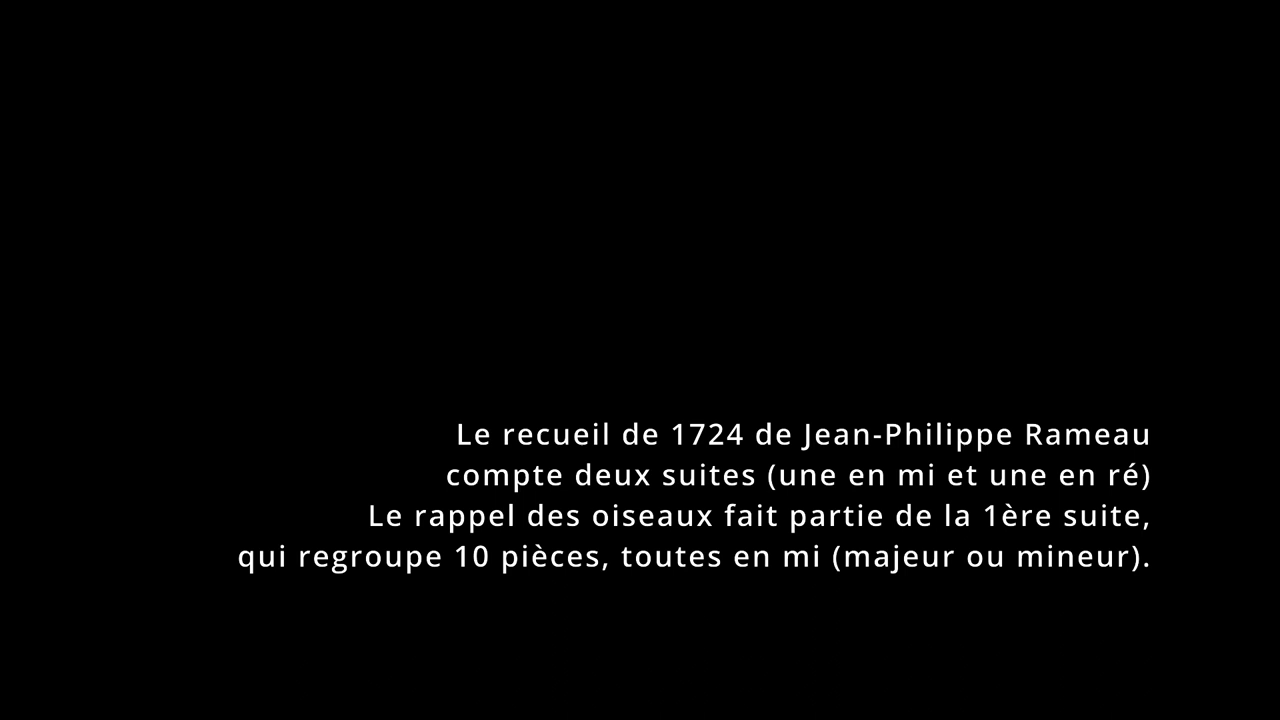 Le recueil de 1724 de Jean-Philippe Rameau
compte deux suites (une en mi et une en ré)
Le rappel des oiseaux fait partie de la 1ère suite,
qui regroupe 10 pièces, toutes en mi (majeur ou mineur).